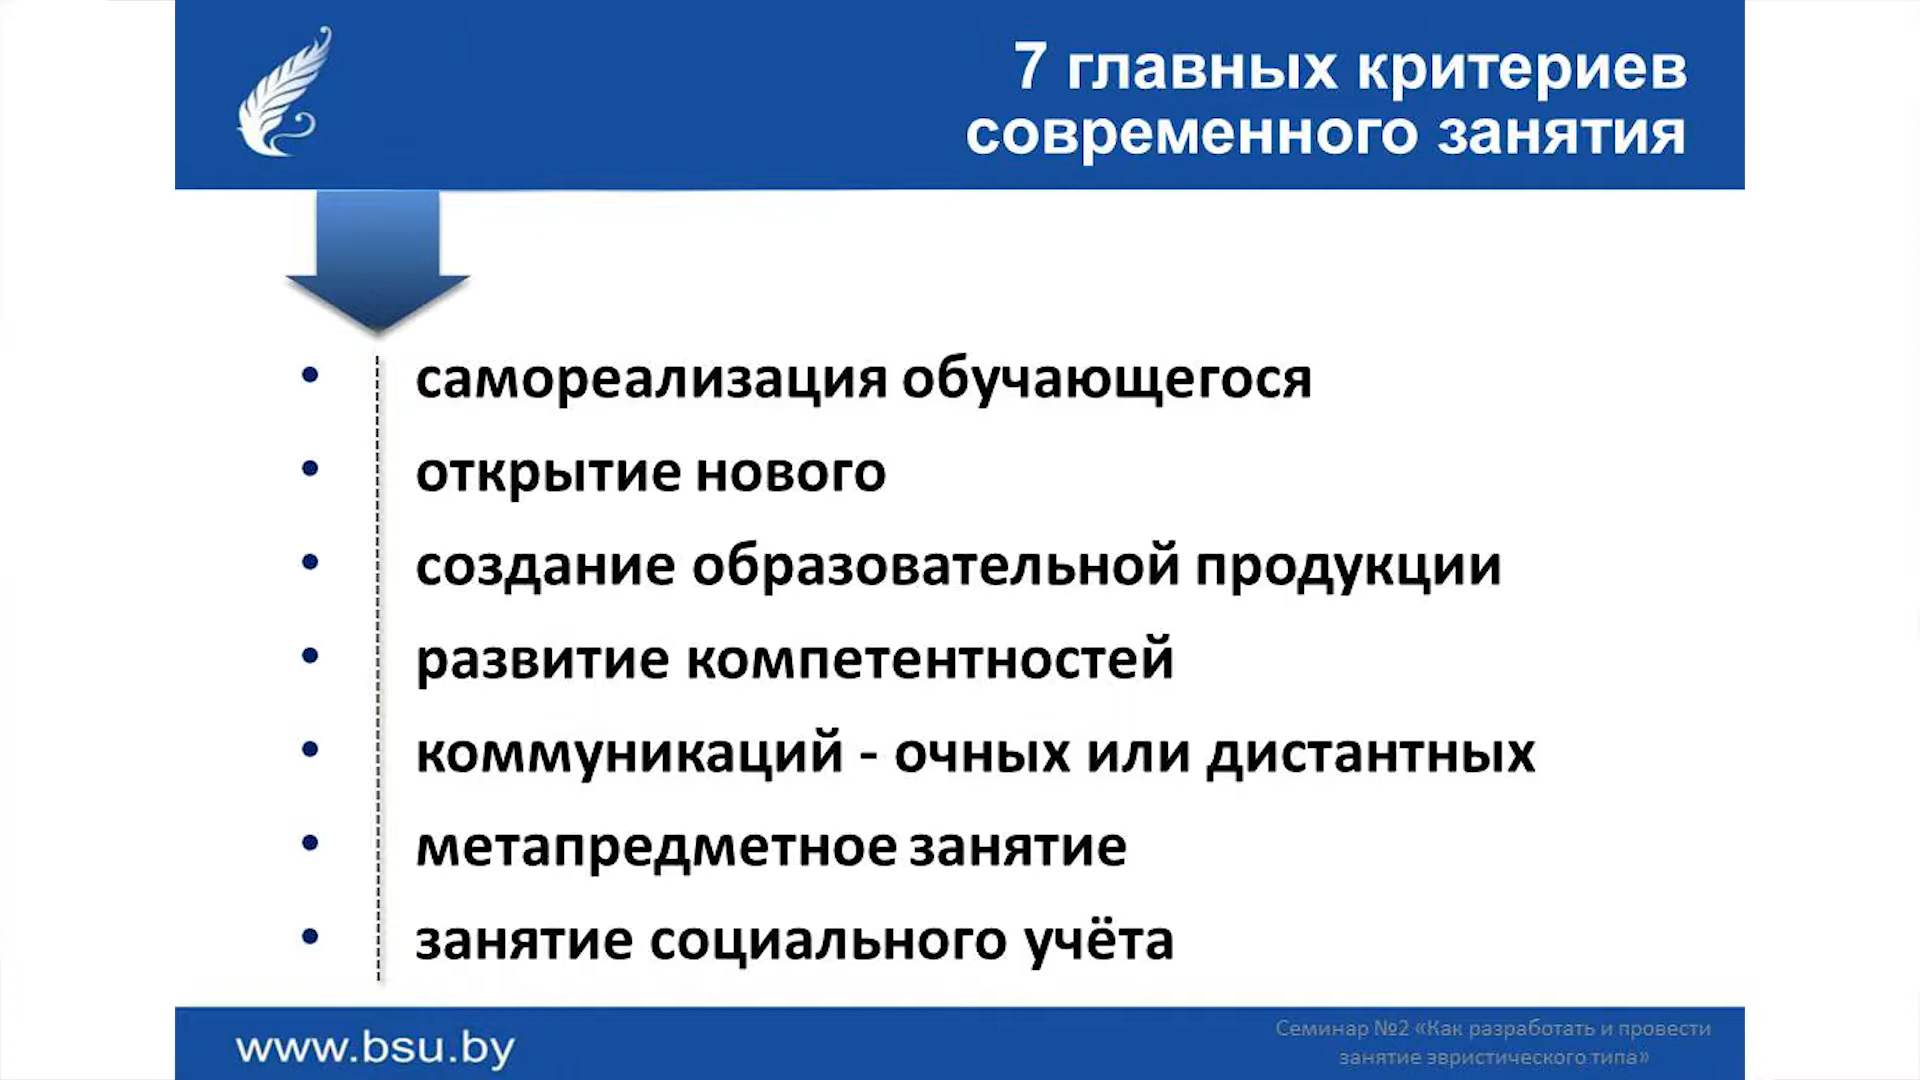 7 главных критериев
современного занятия
• самореализация обучающегося
• открытие нового
• создание образовательной продукции
• развитие компетентностей
• коммуникаций - очных или дистантных
• метапредметное занятие
• занятие социального учёта
www.bsu.by
Семинар №2 «Как разработать и провести
занятие эвристического типа»